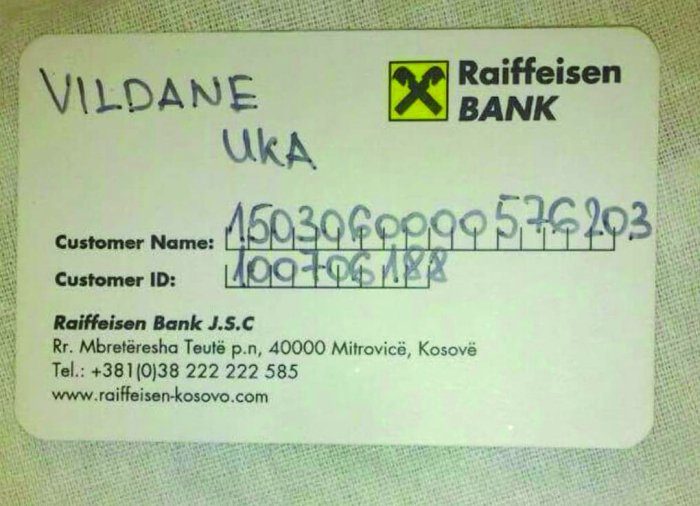 VILDANE
UKA
Raiffeisen
BANK
Customer Name: 1503060000576203
Customer ID: 100706188
Raiffeisen Bank J.S.C
Rr. Mbretëresha Teutë p.n, 40000 Mitrovicë, Kosovë
Tel.: +381(0)38 222 222 585
www.raiffeisen-kosovo.com